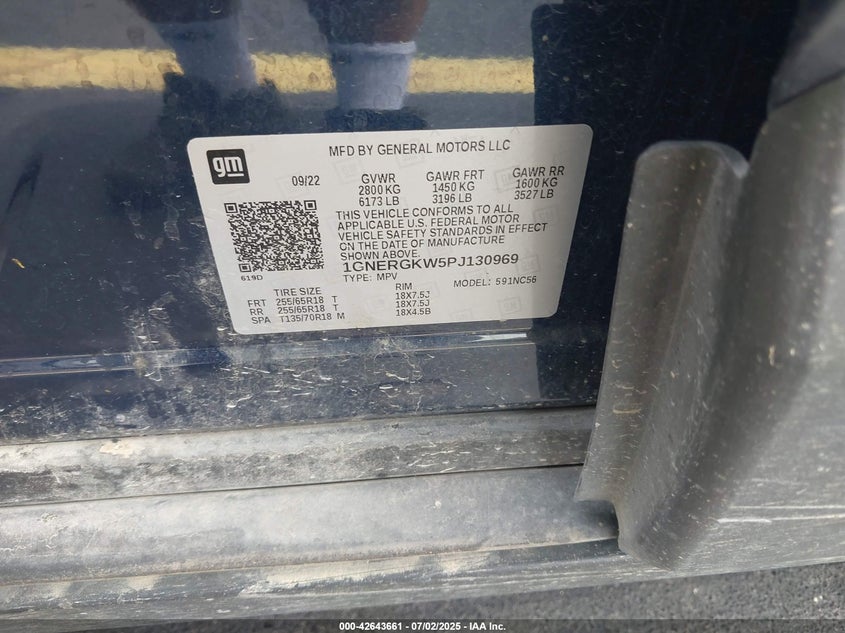 gm
MFD BY GENERAL MOTORS LLC
09/22 GVWR GAWR FRT GAWR RR
2800 KG 1450 KG 1600 KG
6173 LB 3196 LB 3527 LB
THIS VEHICLE CONFORMS TO ALL
APPLICABLE U.S. FEDERAL MOTOR
VEHICLE SAFETY STANDARDS IN EFFECT
ON THE DATE OF MANUFACTURE
SHOWN ABOVE.
1GNERGKW5PJ130969
619D TYPE: MPV MODEL: 591NC56
TIRE SIZE RIM
FRT 255/65R18 T 18X7.5J
RR 255/65R18 T 18X7.5J
SPA T135/70R18 M 18X4.5B
000-42643661 - 07/02/2025 - IAA Inc.